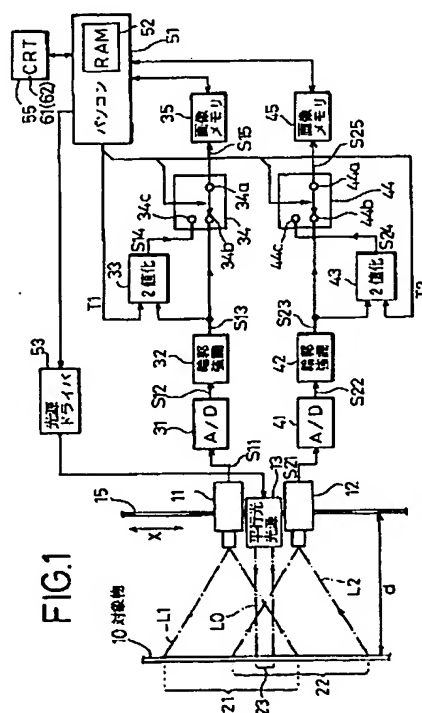 FIG.1
10 対象物
21
22
23
L1
L0
L2
d
X
15
11
12
13
平行光
光源
53
光源
ドライバ
S11
S21
31
A/D
41
A/D
S12
S22
32
輪郭
強調
42
輪郭
強調
S13
S23
T1
T2
33
2値化
43
2値化
S14
S24
34
34a
34b
34c
44
44a
44b
44c
S15
S25
35
画像
メモリ
45
画像
メモリ
パソコン
RAM
52
51
CRT
55
61(62)